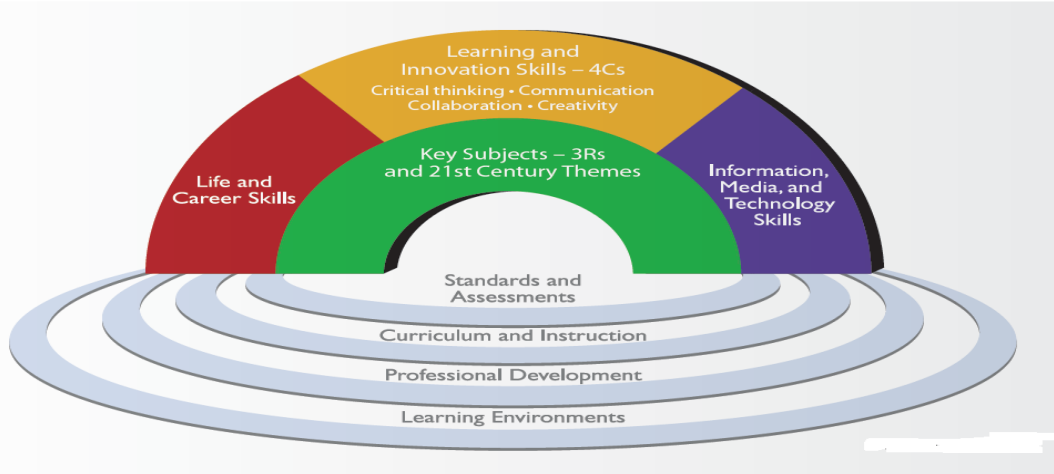 Learning and
Innovation Skills – 4Cs
Critical thinking • Communication
Collaboration • Creativity
Key Subjects – 3Rs
and 21st Century Themes
Life and
Career Skills
Information,
Media, and
Technology
Skills
Standards and
Assessments
Curriculum and Instruction
Professional Development
Learning Environments